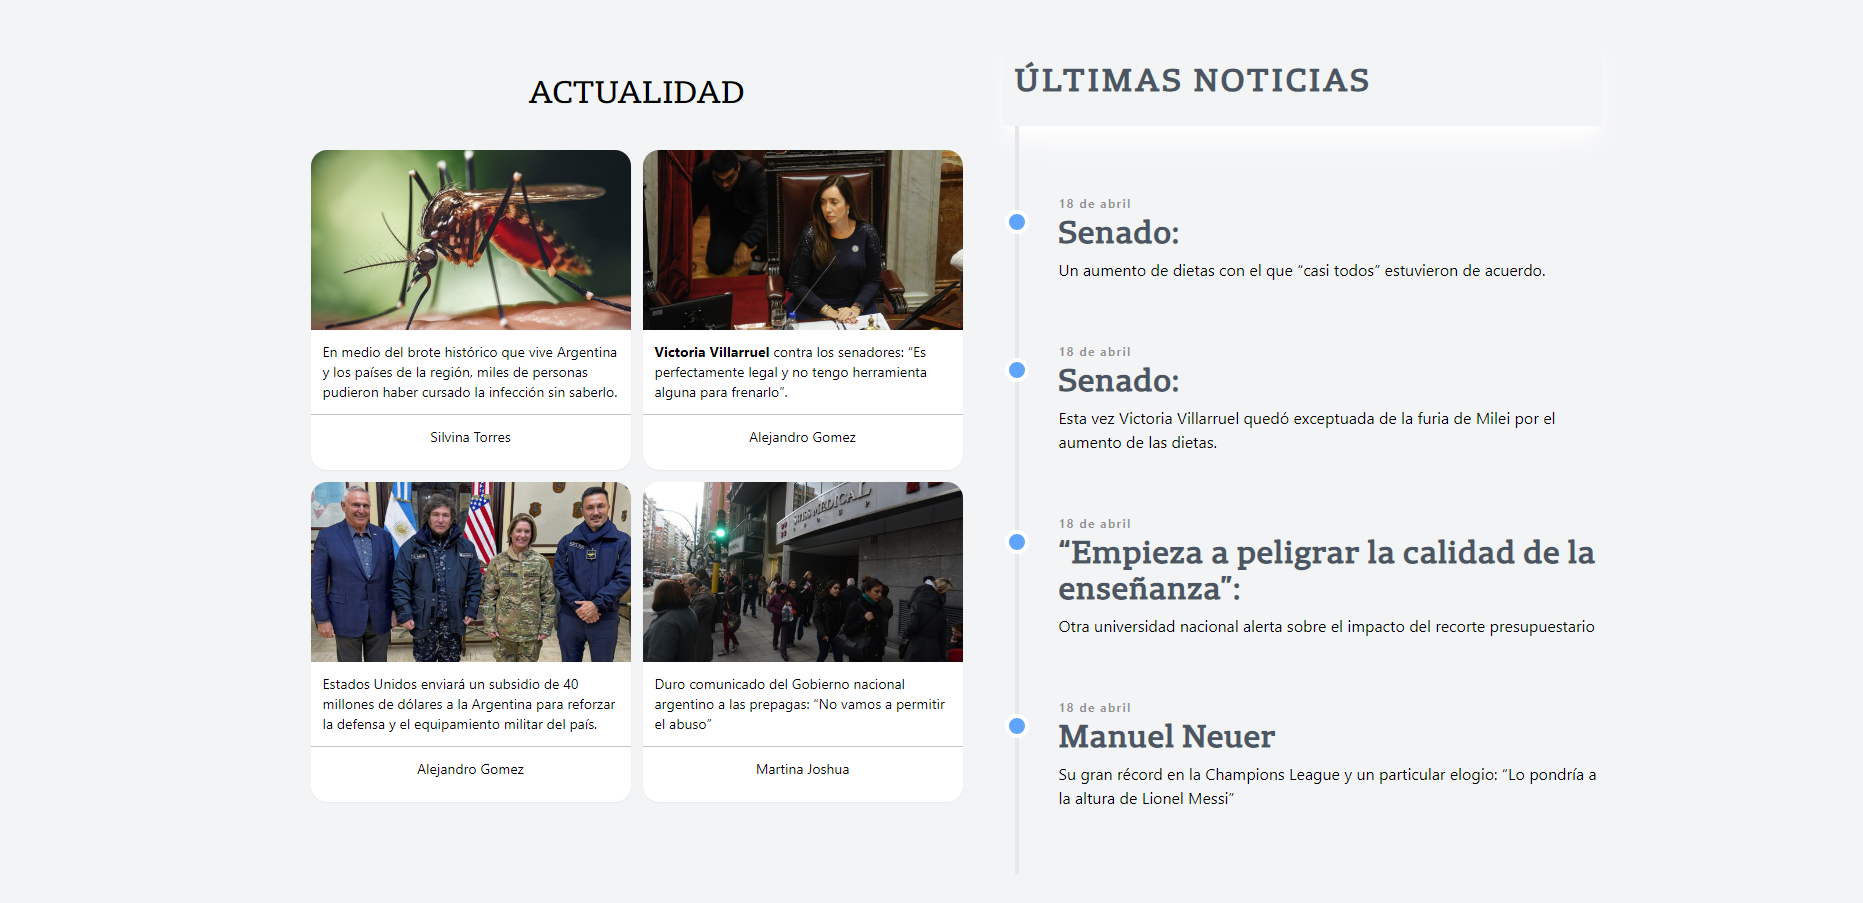 ACTUALIDAD
En medio del brote histórico que vive Argentina
y los países de la región, miles de personas
pudieron haber cursado la infección sin saberlo.
Silvina Torres
Victoria Villarruel contra los senadores: “Es
perfectamente legal y no tengo herramienta
alguna para frenarlo”.
Alejandro Gomez
Estados Unidos enviará un subsidio de 40
millones de dólares a la Argentina para reforzar
la defensa y el equipamiento militar del país.
Alejandro Gomez
SWISS MEDICAL
GROUP
Duro comunicado del Gobierno nacional
argentino a las prepagas: “No vamos a permitir
el abuso”
Martina Joshua
ÚLTIMAS NOTICIAS
18 de abril
Senado:
Un aumento de dietas con el que “casi todos” estuvieron de acuerdo.
18 de abril
Senado:
Esta vez Victoria Villarruel quedó exceptuada de la furia de Milei por el
aumento de las dietas.
18 de abril
“Empieza a peligrar la calidad de la
enseñanza”:
Otra universidad nacional alerta sobre el impacto del recorte presupuestario
18 de abril
Manuel Neuer
Su gran récord en la Champions League y un particular elogio: “Lo pondría a
la altura de Lionel Messi”